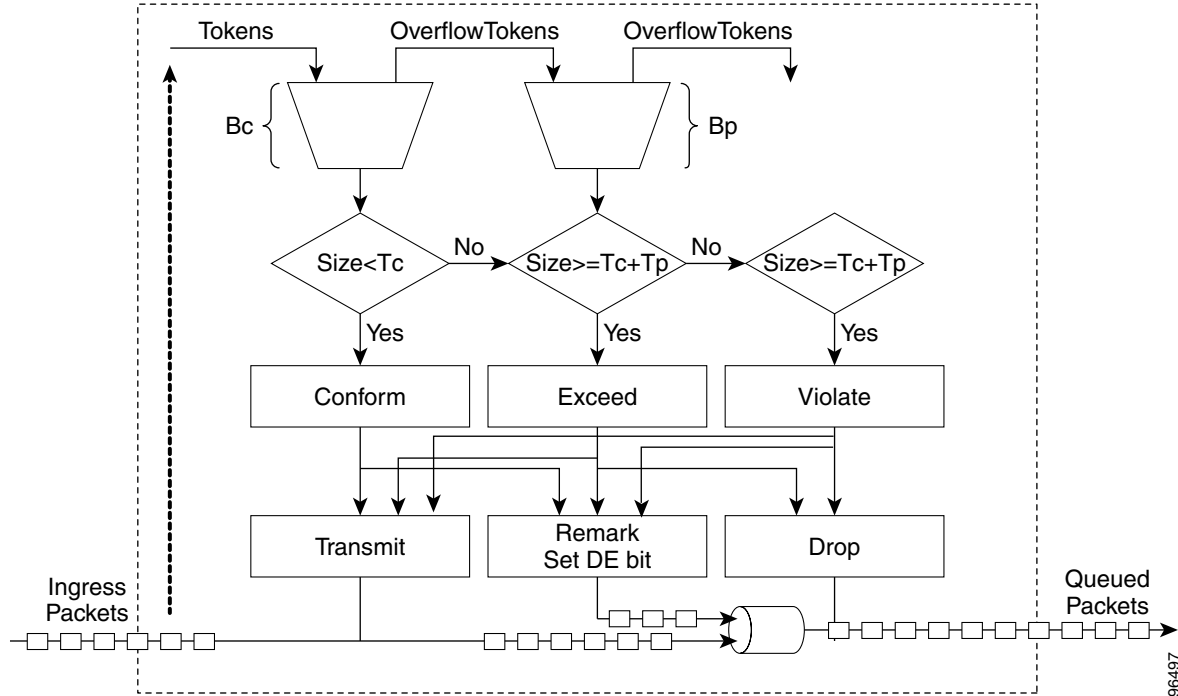 Tokens
OverflowTokens
OverflowTokens
Bc
Bp
Size<Tc
No
Size>=Tc+Tp
No
Size>=Tc+Tp
Yes
Yes
Yes
Conform
Exceed
Violate
Transmit
Remark
Set DE bit
Drop
Ingress
Packets
Queued
Packets
96497